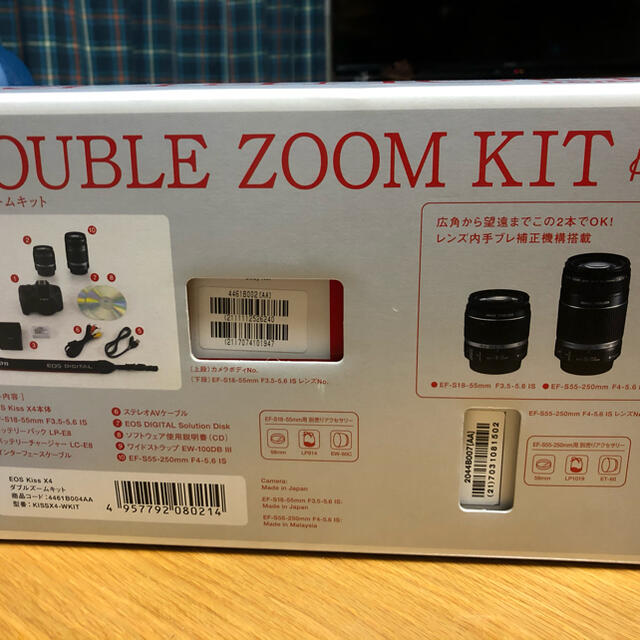 OUBLE ZOOM KIT
ームキット
広角から望遠までこの2本でOK!
レンズ内手ブレ補正機構搭載
4461B002(AA)
(21)1112526240
(21)7074101947
(上段)カメラボディNo.
(下段)EF-S18-55mm F3.5-5.6 IS レンズNo.
● EF-S18-55mm F3.5-5.6 IS
● EF-S55-250mm F4-5.6 I
EOS DIGITAL
ト内容〕
S Kiss X4本体
F-S18-55mm F3.5-5.6 IS
ッテリーパック LP-E8
ッテリーチャージャー LC-E8
ンターフェースケーブル
⑥ ステレオAVケーブル
⑦ EOS DIGITAL Solution Disk
⑧ ソフトウェア使用説明書(CD)
⑨ ワイドストラップ EW-100DB III
⑩ EF-S55-250mm F4-5.6 IS
EF-S18-55mm用 別売りアクセサリー
58mm
LP814
EW-60C
EF-S55-250mm F4-5.6 IS レンズNo
2044B007(AA)
(21)7031081502
EF-S55-250mm用 別売りアクセサリー
58mm
LP1019
ET-60
EOS Kiss X4
ダブルズームキット
商品コード:4461B004AA
型番:KISSX4-WKIT
4 957792 080214
Camera:
Made in Japan
EF-S18-55mm F3.5-5.6 IS:
Made in Japan
EF-S55-250mm F4-5.6 IS:
Made in Malaysia